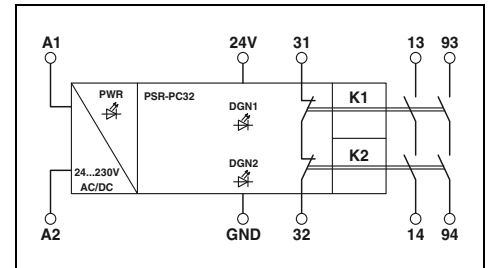 A1 24V 31 13 93
PWR PSR-PC32 K1
DGN1
K2
DGN2
24...230V
AC/DC
A2 GND 32 14 94